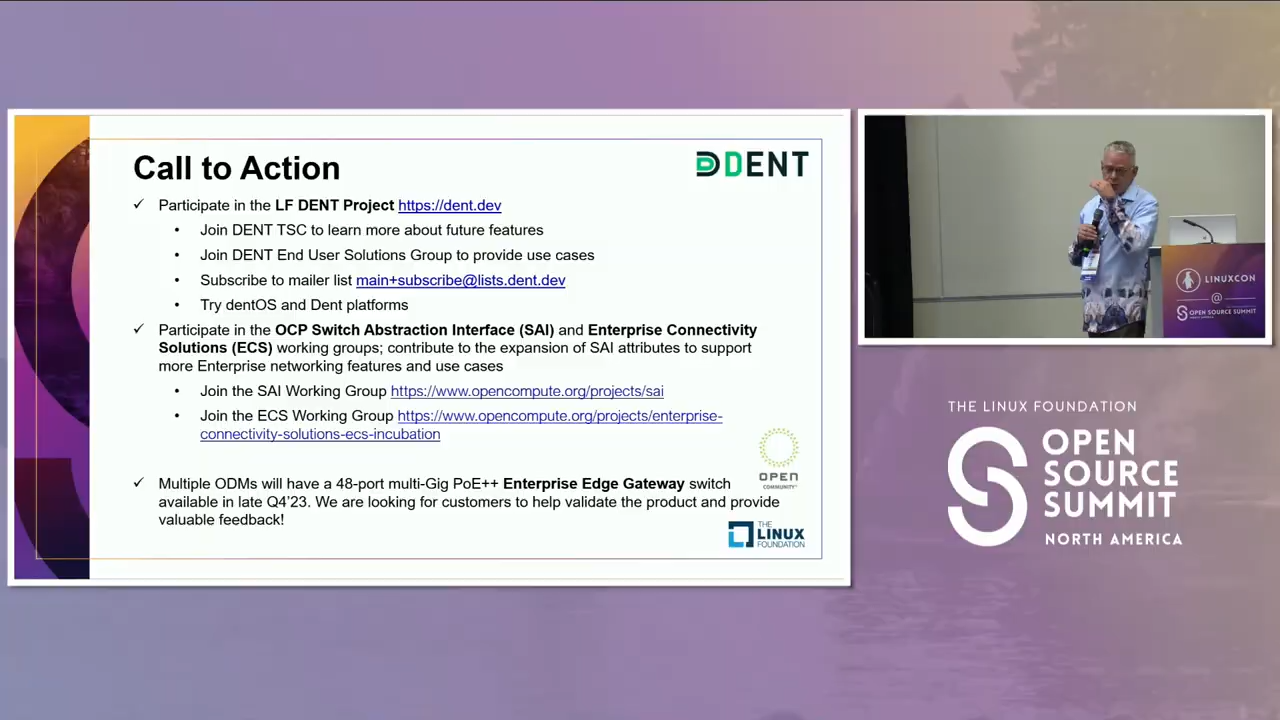 Call to Action
DENT
Participate in the LF DENT Project https://dent.dev
Join DENT TSC to learn more about future features
Join DENT End User Solutions Group to provide use cases
Subscribe to mailer list main+subscribe@lists.dent.dev
Try dentOS and Dent platforms
Participate in the OCP Switch Abstraction Interface (SAI) and Enterprise Connectivity
Solutions (ECS) working groups; contribute to the expansion of SAI attributes to support
more Enterprise networking features and use cases
Join the SAI Working Group https://www.opencompute.org/projects/sai
Join the ECS Working Group https://www.opencompute.org/projects/enterprise-
connectivity-solutions-ecs-incubation
OPEN
COMMUNITY
Multiple ODMs will have a 48-port multi-Gig PoE++ Enterprise Edge Gateway switch
available in late Q4'23. We are looking for customers to help validate the product and provide
valuable feedback!
THE
LINUX
FOUNDATION
LINUXCON
@
OPEN SOURCE SUMMIT
NORTH AMERICA
THE LINUX FOUNDATION
OPEN
SOURCE
SUMMIT
NORTH AMERICA